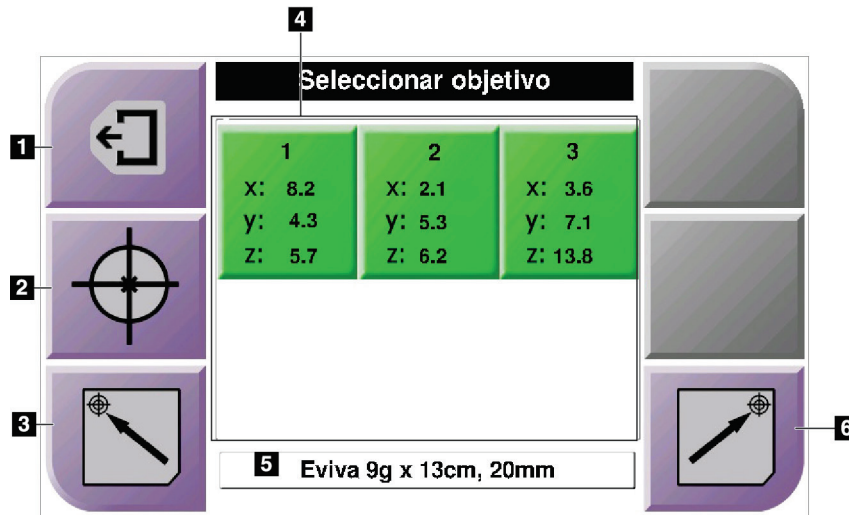 4
Seleccionar objetivo
1
1 2 3
x: 8.2 x: 2.1 x: 3.6
y: 4.3 y: 5.3 y: 7.1
z: 5.7 z: 6.2 z: 13.8
2
3
6
5 Eviva 9g x 13cm, 20mm